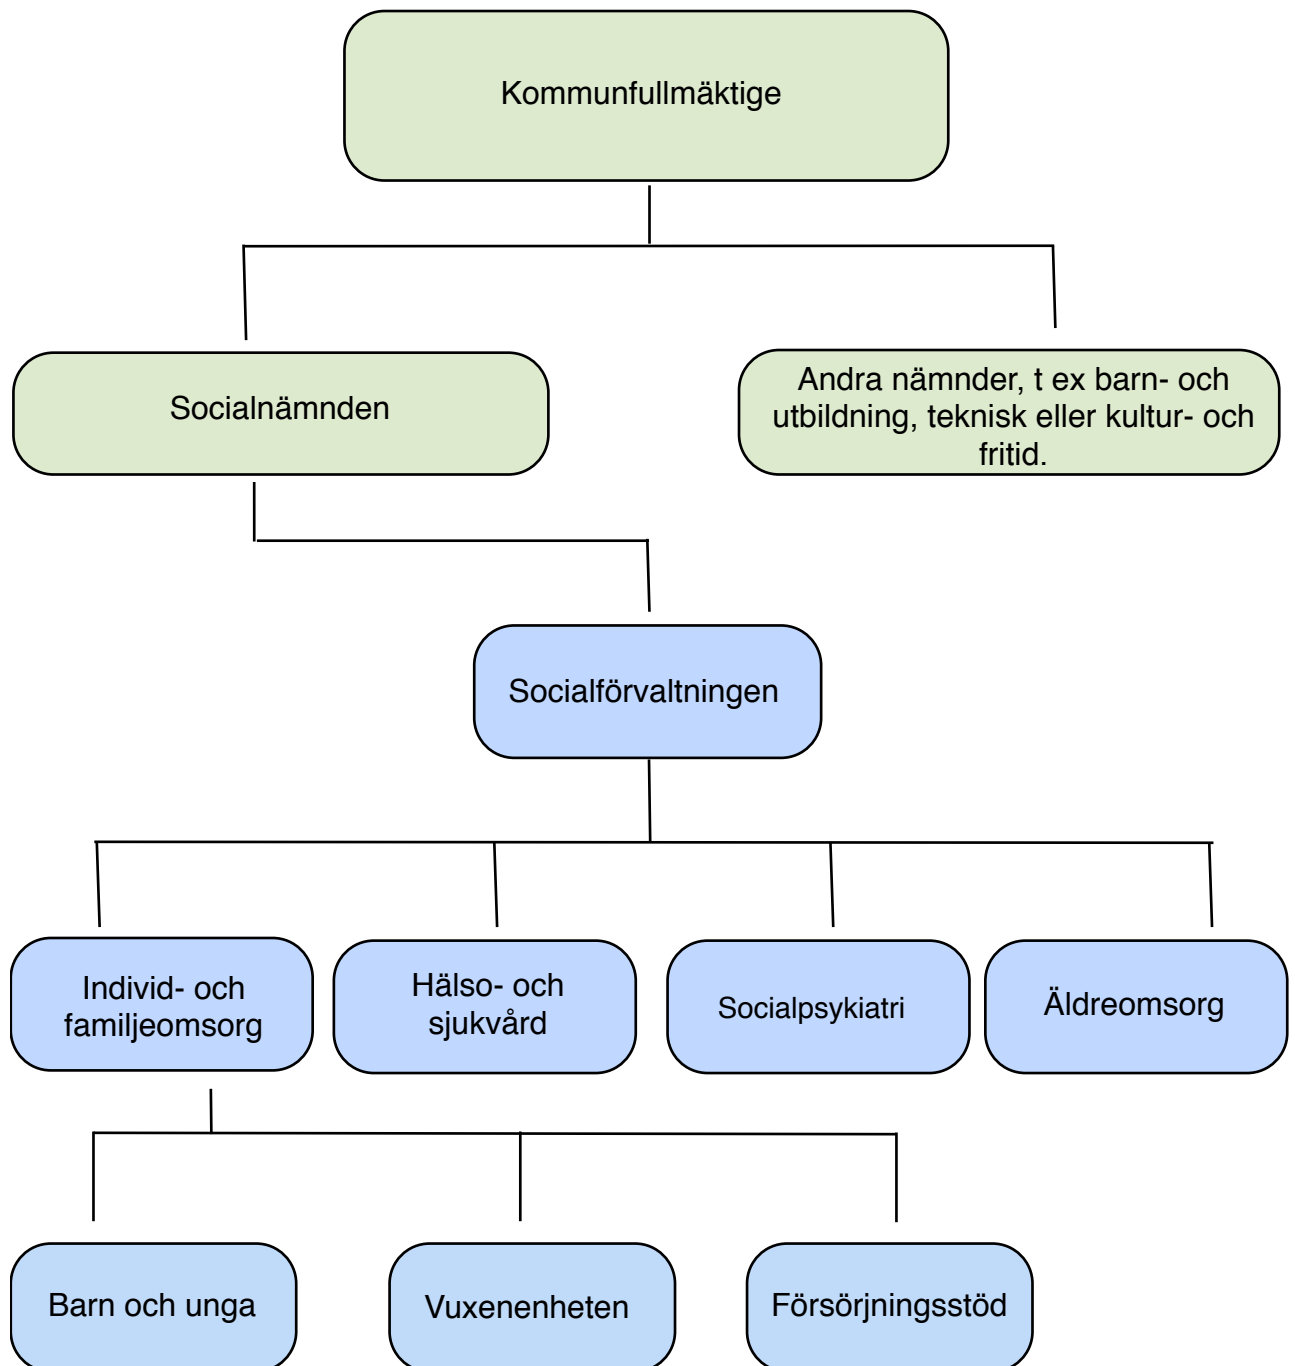 Kommunfullmäktige
Socialnämnden
Andra nämnder, t ex barn- och
utbildning, teknisk eller kultur- och
fritid.
Socialförvaltningen
Individ- och
familjeomsorg
Hälso- och
sjukvård
Socialpsykiatri
Äldreomsorg
Barn och unga
Vuxenenheten
Försörjningsstöd